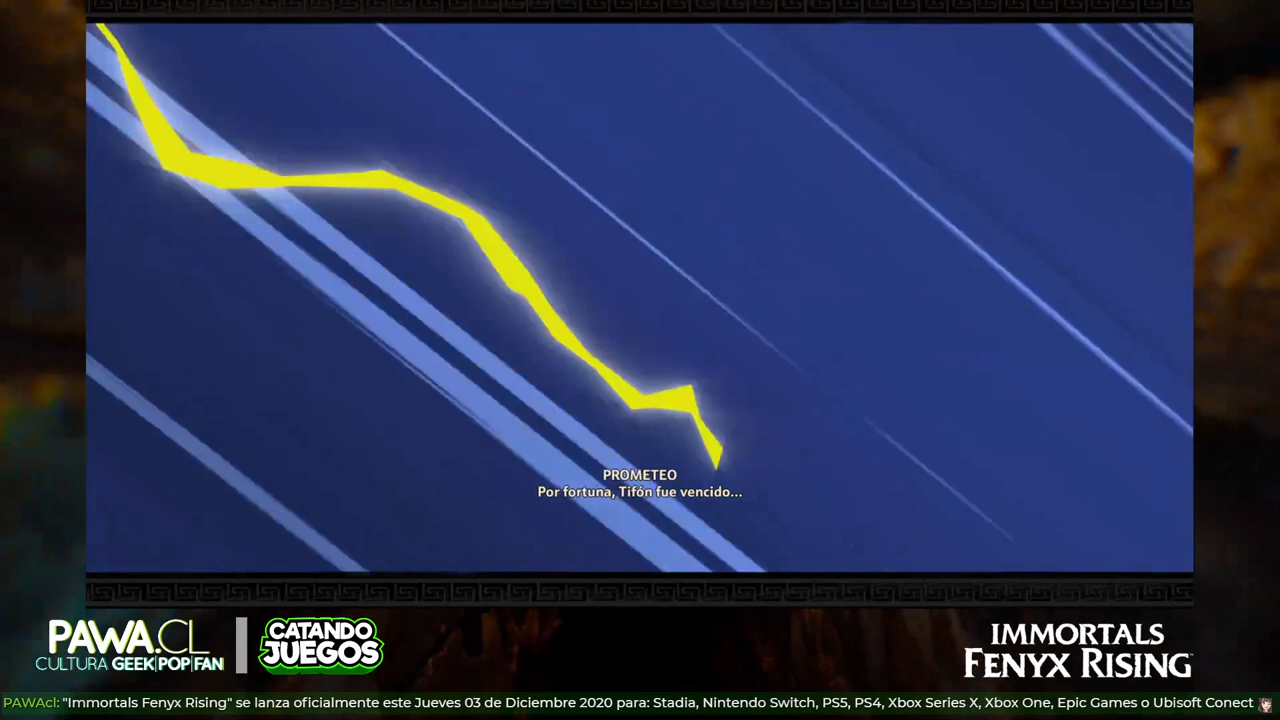 PROMETEO
Por fortuna, Tifón fue vencido...
PAWA.CL
CULTURA GEEK|POP|FAN
CATANDO
JUEGOS
IMMORTALS
FENYX RISING™
PAWAcl: "Immortals Fenyx Rising" se lanza oficialmente este Jueves 03 de Diciembre 2020 para: Stadia, Nintendo Switch, PS5, PS4, Xbox Series X, Xbox One, Epic Games o Ubisoft Conect